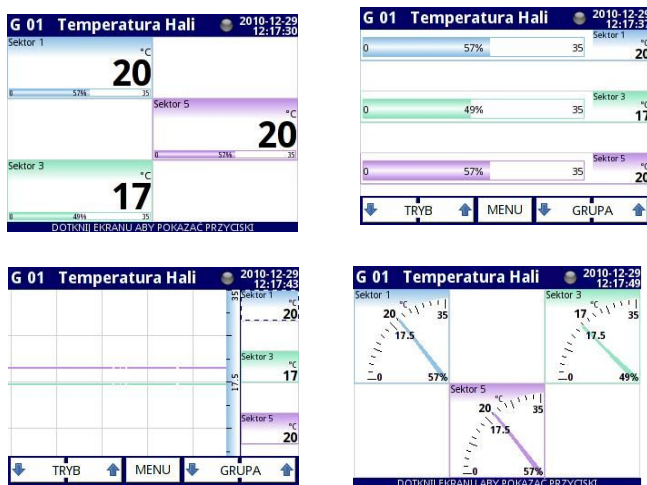 G 01 Temperatura Hali 2010-12-29
12:17:30
Sektor 1
°C
20
0 57% 35
Sektor 5
°C
20
0 57% 35
Sektor 3
°C
17
0 49% 35
DOTKNIJ EKRANU ABY POKAZAĆ PRZYCISKI
G 01 Temperatura Hali 2010-12-29
12:17:37
Sektor 1
°C
0 57% 35 20
Sektor 3
°C
0 49% 35 17
Sektor 5
°C
0 57% 35 20
TRYB MENU GRUPA
G 01 Temperatura Hali 2010-12-29
12:17:43
35 Sektor 1
°C
20
Sektor 3
°C
17
17.5
Sektor 5
°C
20
TRYB MENU GRUPA
G 01 Temperatura Hali 2010-12-29
12:17:49
Sektor 1
°C
20 35
17.5
0 57%
Sektor 3
°C
17 35
17.5
0 49%
Sektor 5
°C
20 35
17.5
0 57%
DOTKNIJ EKRANU ABY POKAZAĆ PRZYCISKI